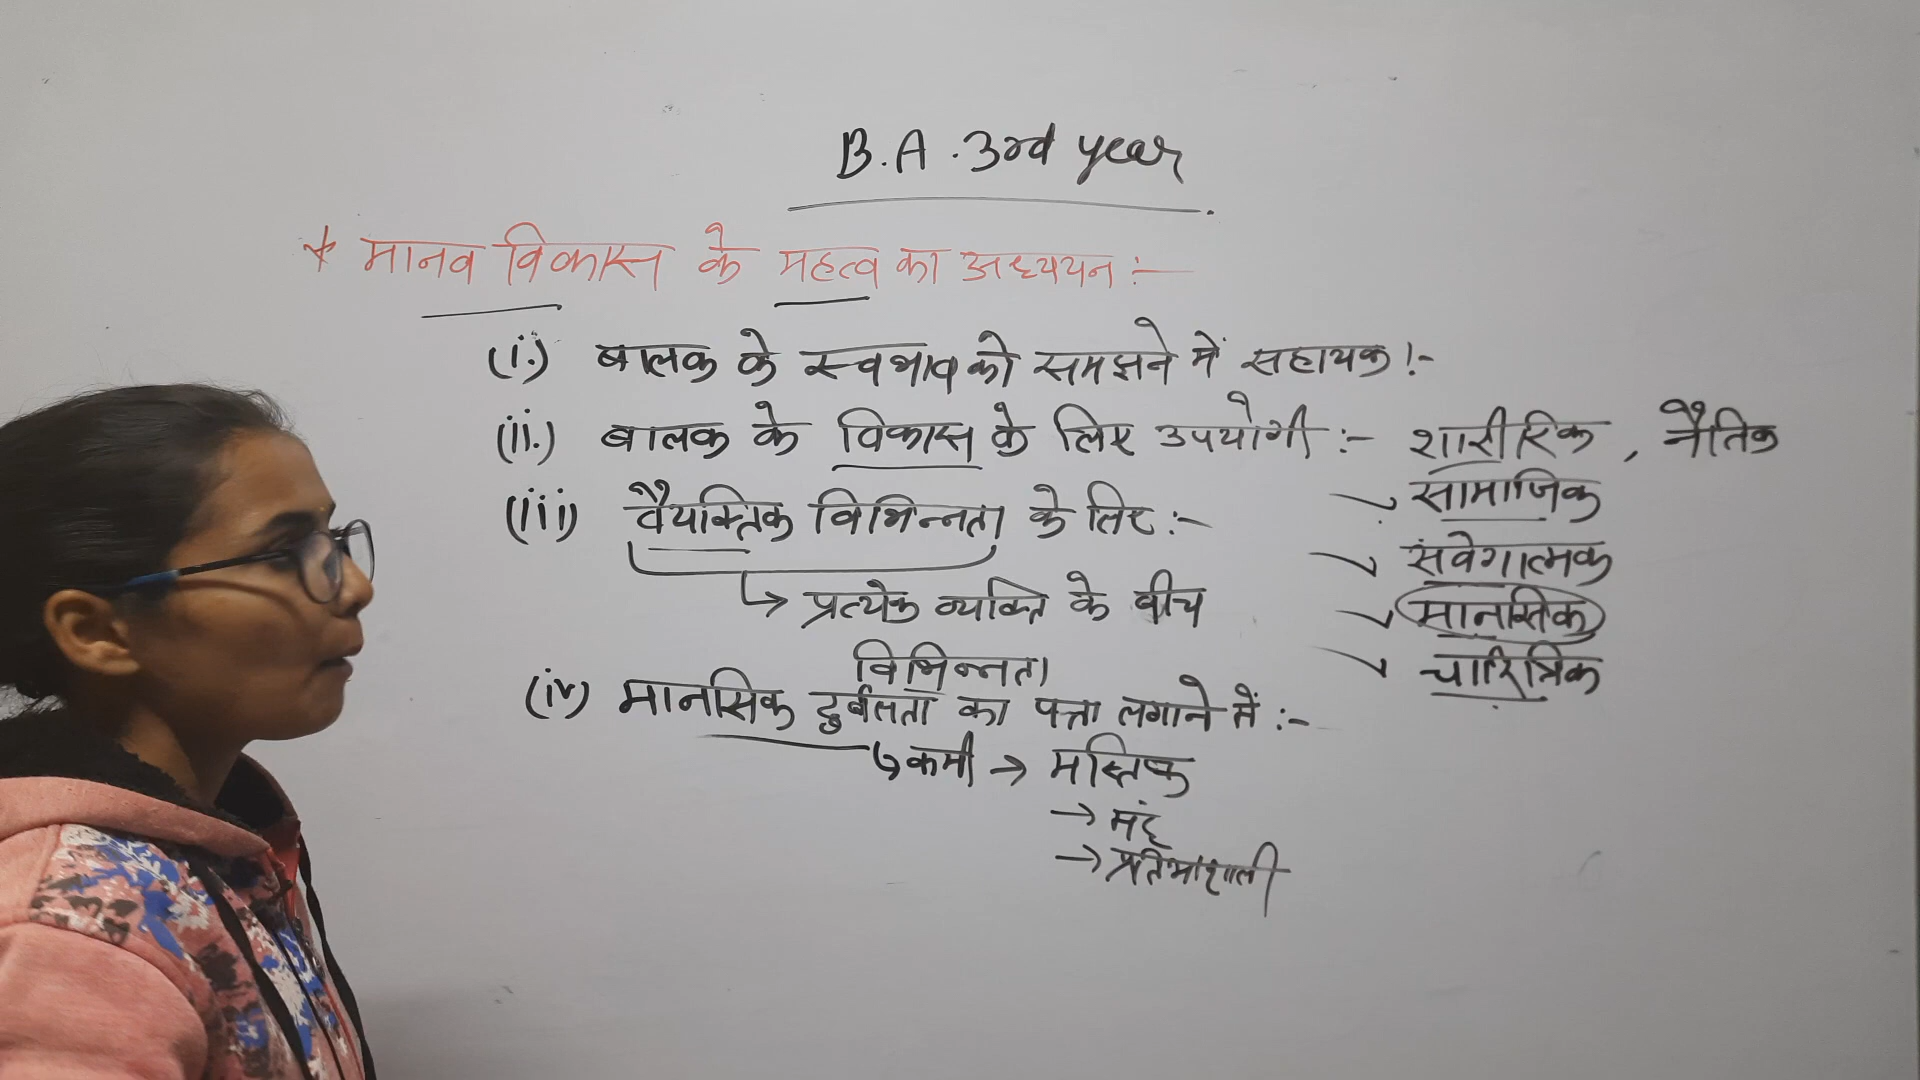 B.A. 3rd year
* मानव विकास के महत्व का अध्ययन :-
(i.) बालक के स्वभाव को समझने में सहायक :-
(ii.) बालक के विकास के लिए उपयोगी :- शारीरिक , नैतिक
सामाजिक
(iii) वैयक्तिक विभिन्नता के लिए :-
संवेगात्मक
↳ प्रत्येक व्यक्ति के बीच
मानसिक
विभिन्नता
चारित्रिक
(iv) मानसिक दुर्बलता का पत्ता लगाने में :-
↳ कमी → मस्तिष्क
→ मंद
→ प्रतिभाशाली